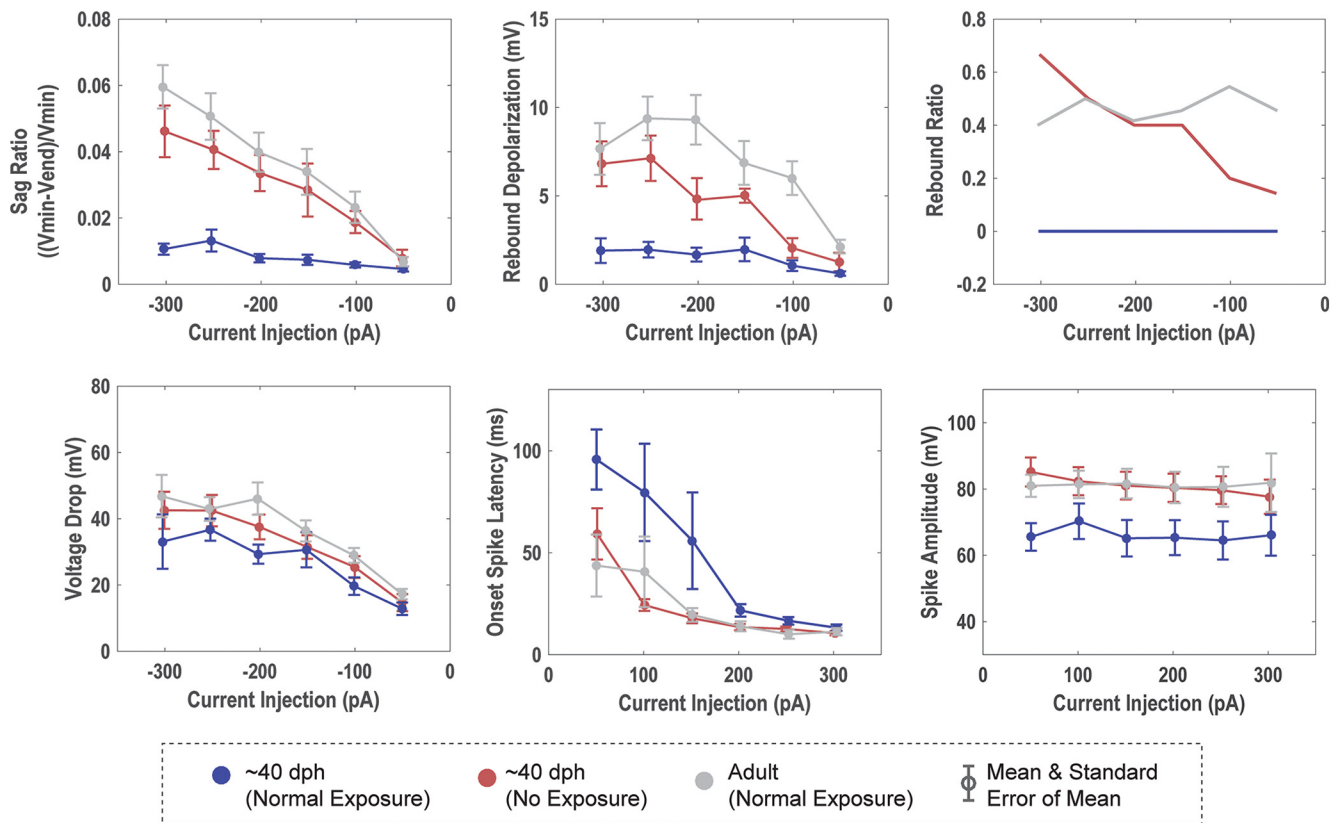 Sag Ratio
((Vmin-Vend)/Vmin)
0.08
0.06
0.04
0.02
0
-300
-200
-100
0
Current Injection (pA)
Rebound Depolarization (mV)
15
10
5
0
-300
-200
-100
0
Current Injection (pA)
Rebound Ratio
0.8
0.6
0.4
0.2
0
-0.2
-300
-200
-100
0
Current Injection (pA)
Voltage Drop (mV)
80
60
40
20
0
-300
-200
-100
0
Current Injection (pA)
Onset Spike Latency (ms)
100
50
0
0
100
200
300
Current Injection (pA)
Spike Amplitude (mV)
100
80
60
40
0
100
200
300
Current Injection (pA)
~40 dph
(Normal Exposure)
~40 dph
(No Exposure)
Adult
(Normal Exposure)
Mean & Standard
Error of Mean